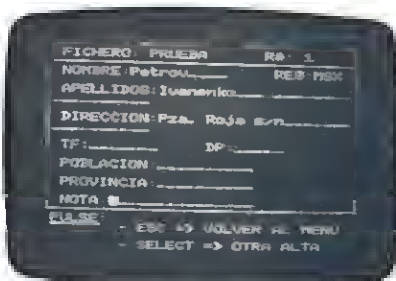 FICHERO: PRUEBA R#: 1
NOMBRE:Petrov REG:MSX
APELLIDOS:Ivanenko
DIRECCION:Pza. Roja s/n
TF: DP:
POBLACION:
PROVINCIA:
NOTA:
PULSE:
- ESC => VOLVER AL MENU
- SELECT => OTRA ALTA